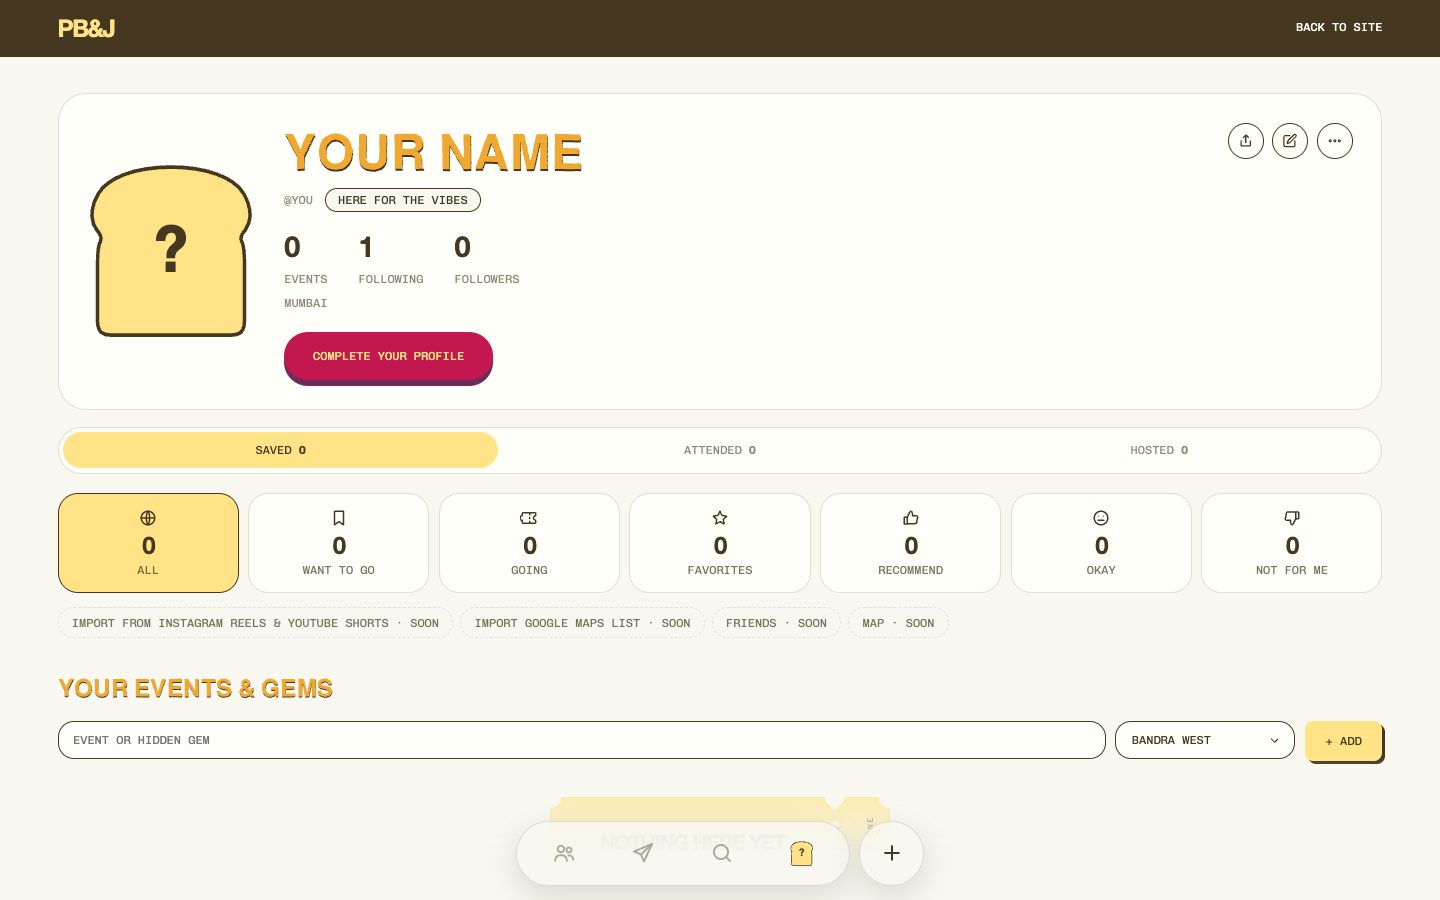 PB&J
BACK TO SITE
YOUR NAME
@YOU
HERE FOR THE VIBES
?
0
1
0
EVENTS
FOLLOWING
FOLLOWERS
MUMBAI
COMPLETE YOUR PROFILE
SAVED 0
ATTENDED 0
HOSTED 0
0
0
0
0
0
0
0
ALL
WANT TO GO
GOING
FAVORITES
RECOMMEND
OKAY
NOT FOR ME
IMPORT FROM INSTAGRAM REELS & YOUTUBE SHORTS · SOON
IMPORT GOOGLE MAPS LIST · SOON
FRIENDS · SOON
MAP · SOON
YOUR EVENTS & GEMS
EVENT OR HIDDEN GEM
BANDRA WEST
+ ADD
NOTHING HERE YET
?